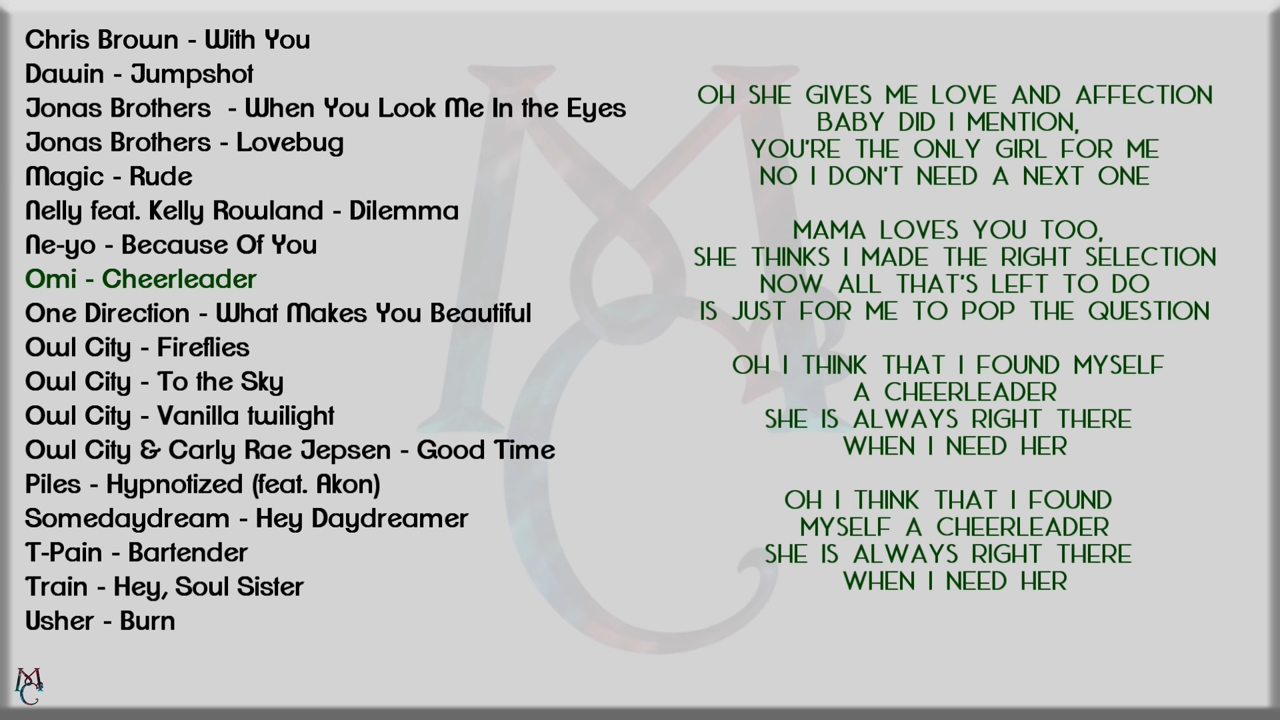 Chris Brown - With You
Dawin - Jumpshot
Jonas Brothers  - When You Look Me In the Eyes
Jonas Brothers - Lovebug
Magic - Rude
Nelly feat. Kelly Rowland - Dilemma
Ne-yo - Because Of You
Omi - Cheerleader
One Direction - What Makes You Beautiful
Owl City - Fireflies
Owl City - To the Sky
Owl City - Vanilla twilight
Owl City & Carly Rae Jepsen - Good Time
Piles - Hypnotized (feat. Akon)
Somedaydream - Hey Daydreamer
T-Pain - Bartender
Train - Hey, Soul Sister
Usher - Burn
OH SHE GIVES ME LOVE AND AFFECTION
BABY DID I MENTION,
YOU'RE THE ONLY GIRL FOR ME
NO I DON'T NEED A NEXT ONE
MAMA LOVES YOU TOO,
SHE THINKS I MADE THE RIGHT SELECTION
NOW ALL THAT'S LEFT TO DO
IS JUST FOR ME TO POP THE QUESTION
OH I THINK THAT I FOUND MYSELF
A CHEERLEADER
SHE IS ALWAYS RIGHT THERE
WHEN I NEED HER
OH I THINK THAT I FOUND
MYSELF A CHEERLEADER
SHE IS ALWAYS RIGHT THERE
WHEN I NEED HER
MC